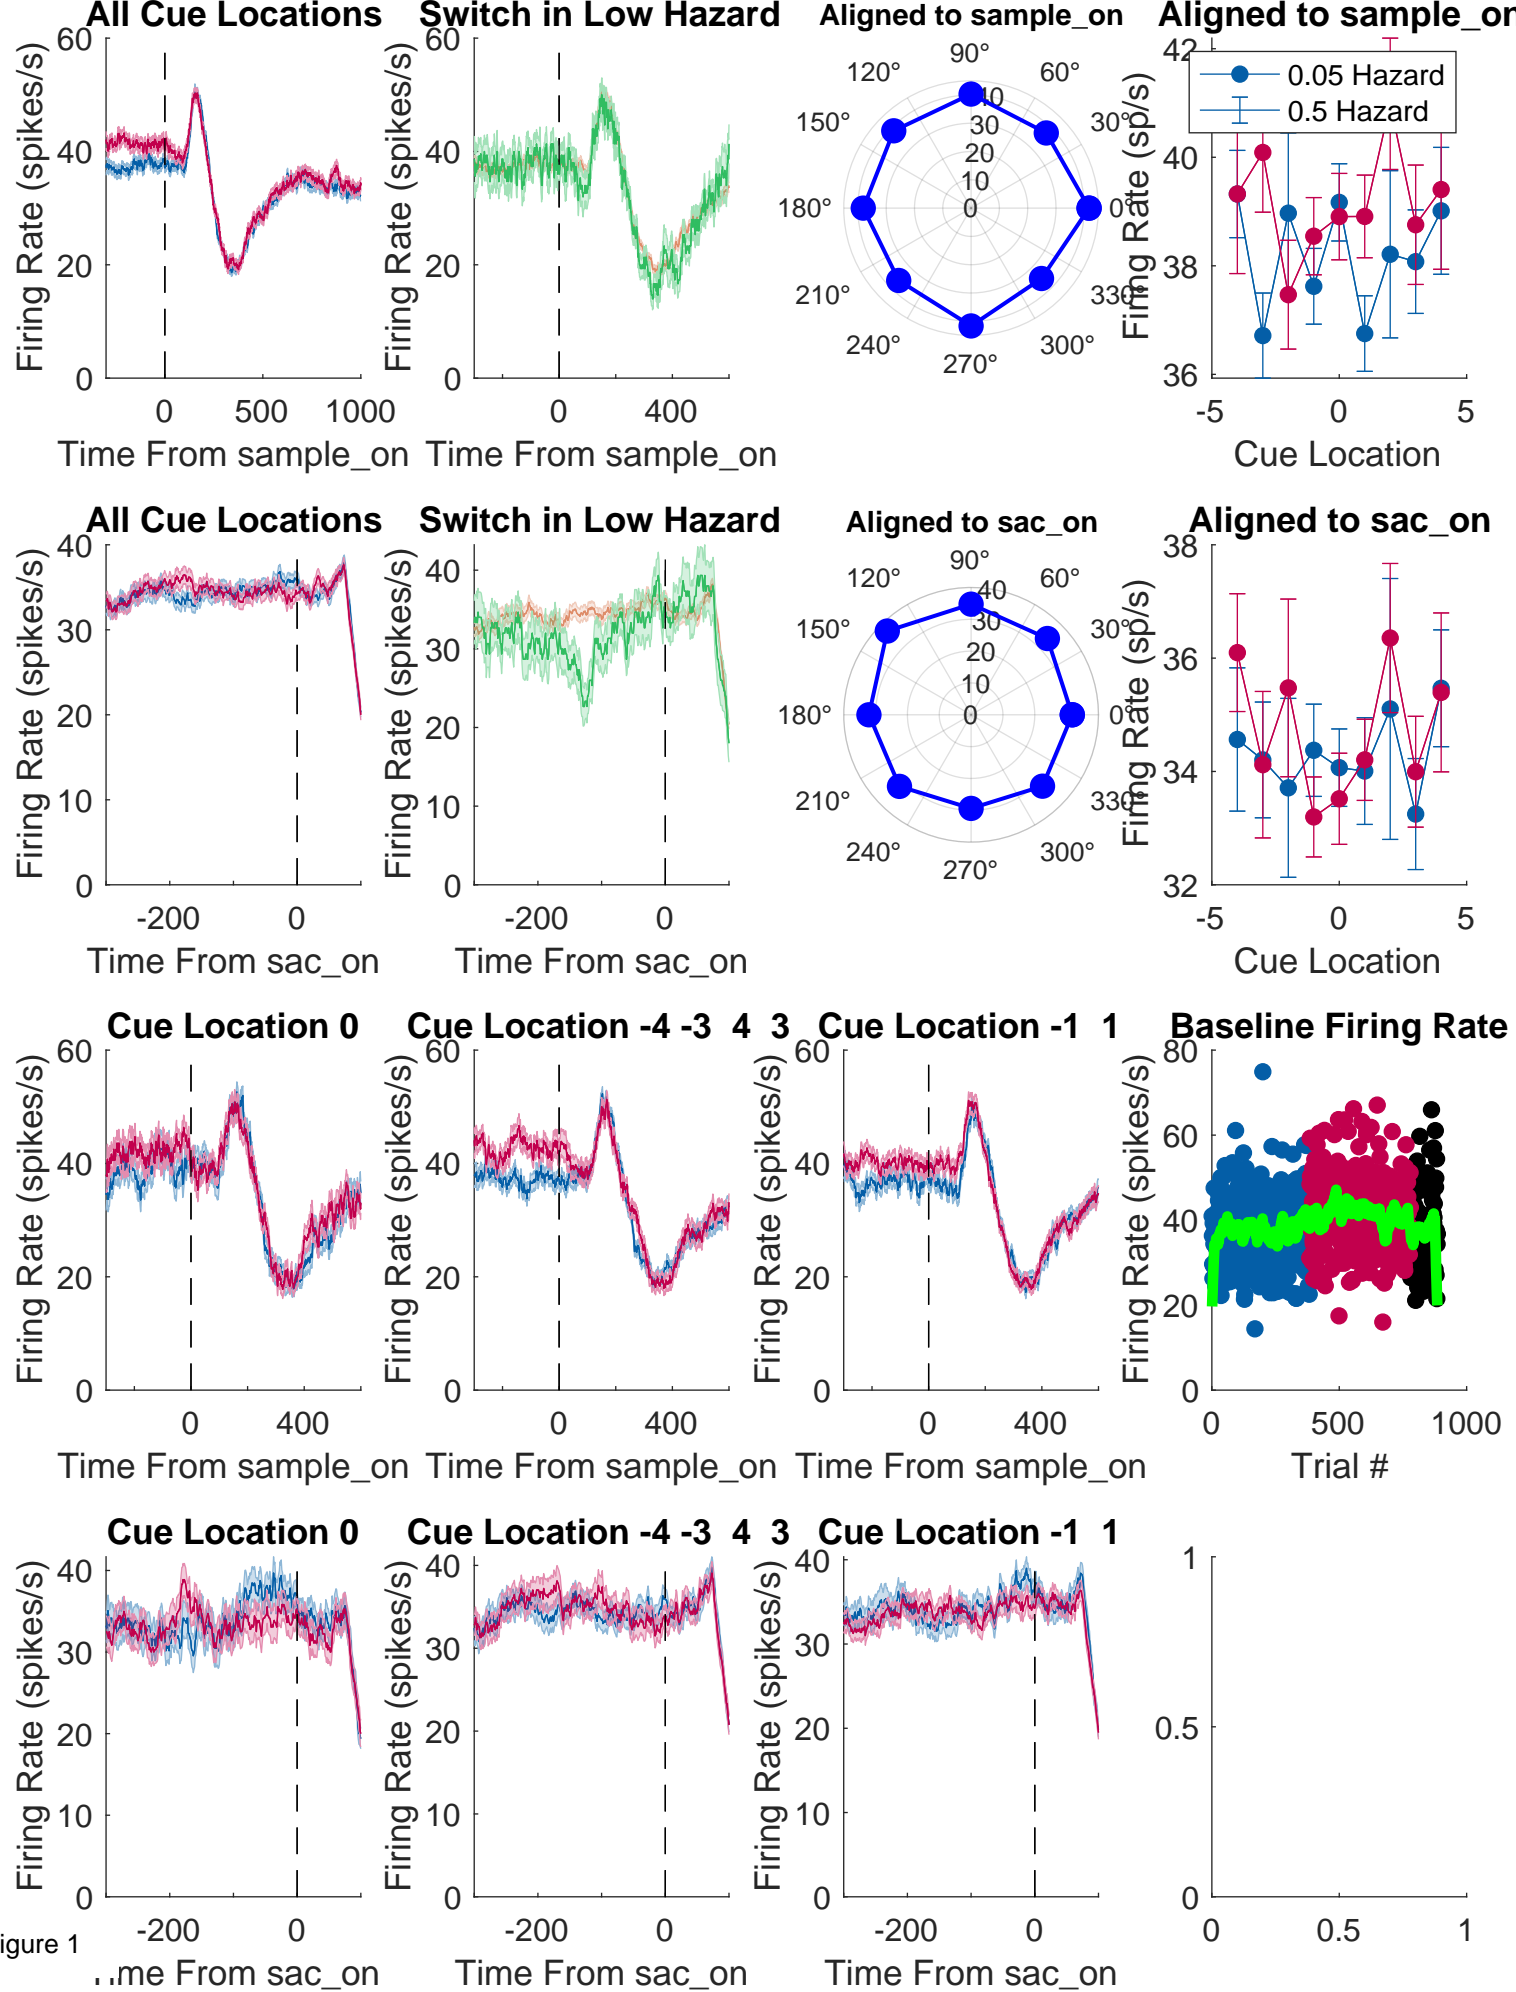 All Cue Locations
Firing Rate (spikes/s)
60
40
20
0
0 500 1000
Time From sample_on
Switch in Low Hazard
Firing Rate (spikes/s)
60
40
20
0
0 400
Time From sample_on
Aligned to sample_on
90°
120° 60°
150° 30°
180° 0°
210° 330°
240° 300°
270°
40
30
20
10
0
Aligned to sample_on
0.05 Hazard
0.5 Hazard
Firing Rate (sp/s)
42
40
38
36
-5 0 5
Cue Location
All Cue Locations
Firing Rate (spikes/s)
40
30
20
10
0
-200 0
Time From sac_on
Switch in Low Hazard
Firing Rate (spikes/s)
40
30
20
10
0
-200 0
Time From sac_on
Aligned to sac_on
90°
120° 60°
150° 30°
180° 0°
210° 330°
240° 300°
270°
40
30
20
10
0
Aligned to sac_on
Firing Rate (sp/s)
38
36
34
32
-5 0 5
Cue Location
Cue Location 0
Firing Rate (spikes/s)
60
40
20
0
0 400
Time From sample_on
Cue Location -4 -3 4 3
Firing Rate (spikes/s)
60
40
20
0
0 400
Time From sample_on
Cue Location -1 1
Firing Rate (spikes/s)
60
40
20
0
0 400
Time From sample_on
Baseline Firing Rate
Firing Rate (spikes/s)
80
60
40
20
0
0 500 1000
Trial #
Cue Location 0
Firing Rate (spikes/s)
40
30
20
10
0
-200 0
Time From sac_on
Cue Location -4 -3 4 3
Firing Rate (spikes/s)
40
30
20
10
0
-200 0
Time From sac_on
Cue Location -1 1
Firing Rate (spikes/s)
40
30
20
10
0
-200 0
Time From sac_on
1
0.5
0
0 0.5 1
igure 1